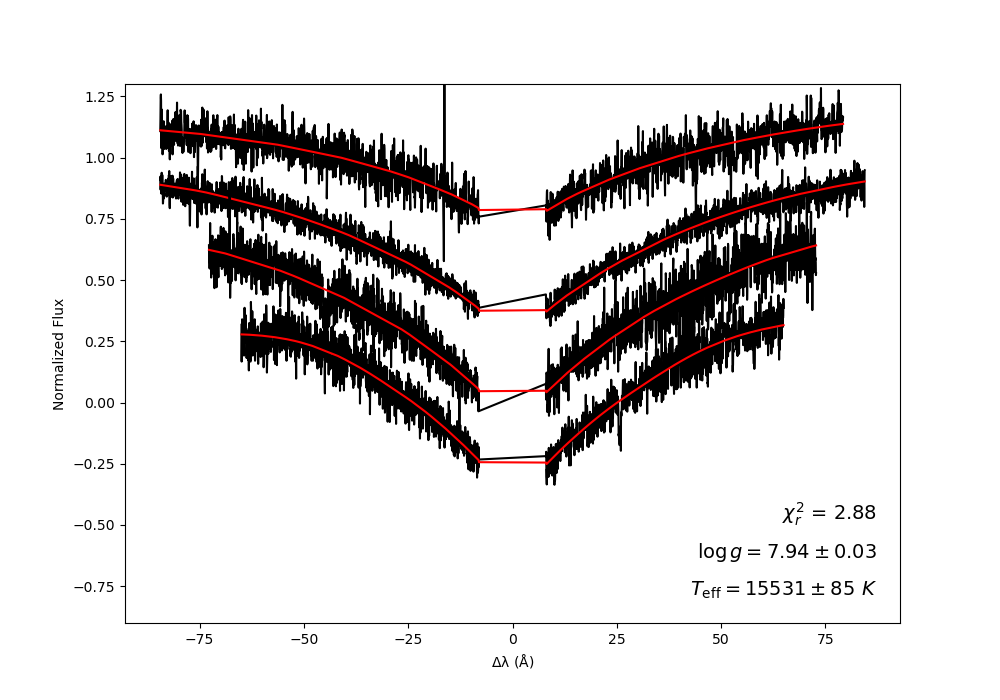 1.25
1.00
0.75
0.50
0.25
0.00
−0.25
−0.50
−0.75
Normalized Flux
χ²ᵣ = 2.88
log g = 7.94 ± 0.03
T_eff = 15531 ± 85 K
−75 −50 −25 0 25 50 75
Δλ (Å)